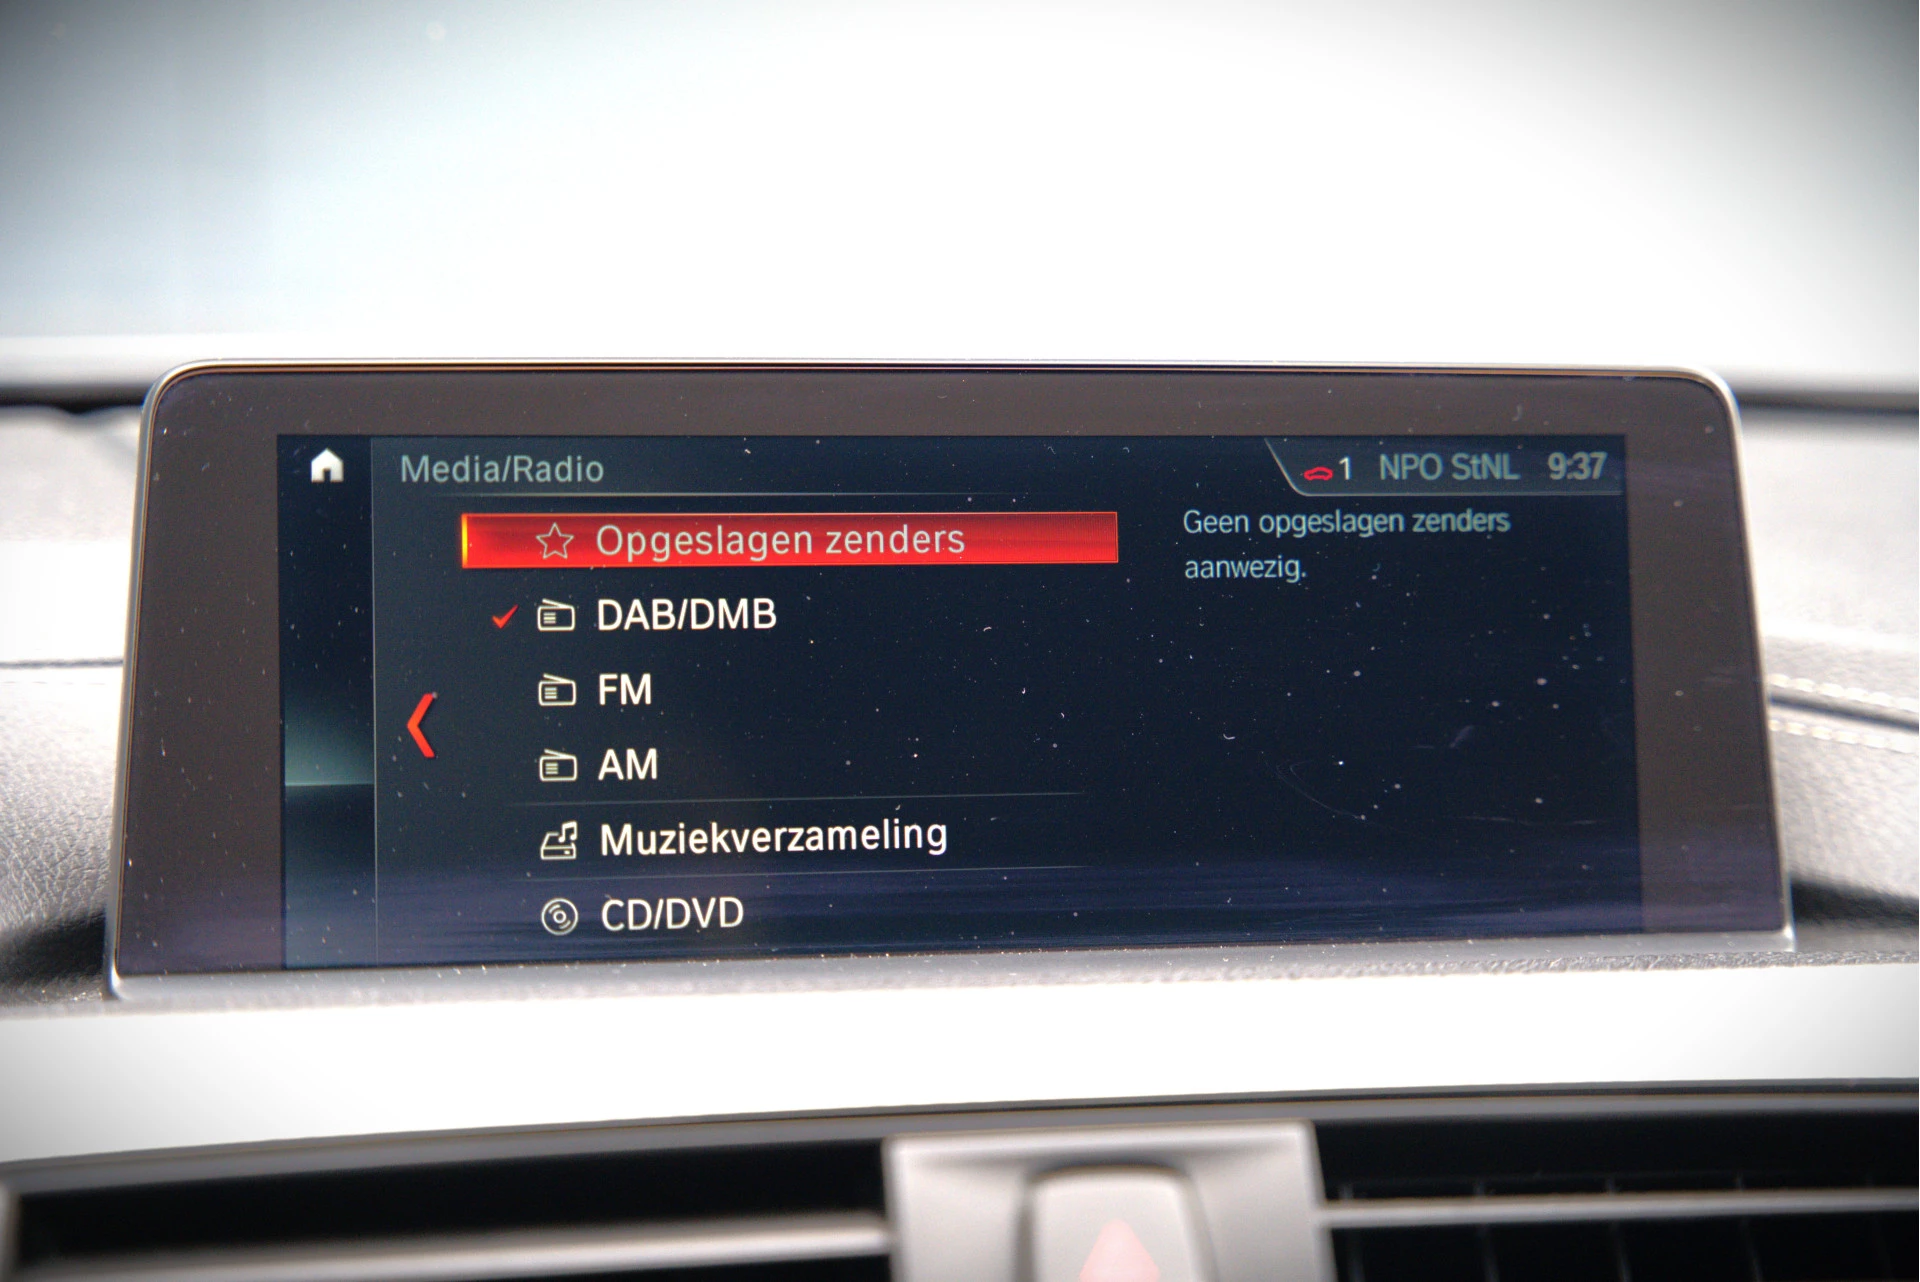 Media/Radio
1 NPO StNL 9:37
Opgeslagen zenders
DAB/DMB
FM
AM
Muziekverzameling
CD/DVD
Geen opgeslagen zenders
aanwezig.